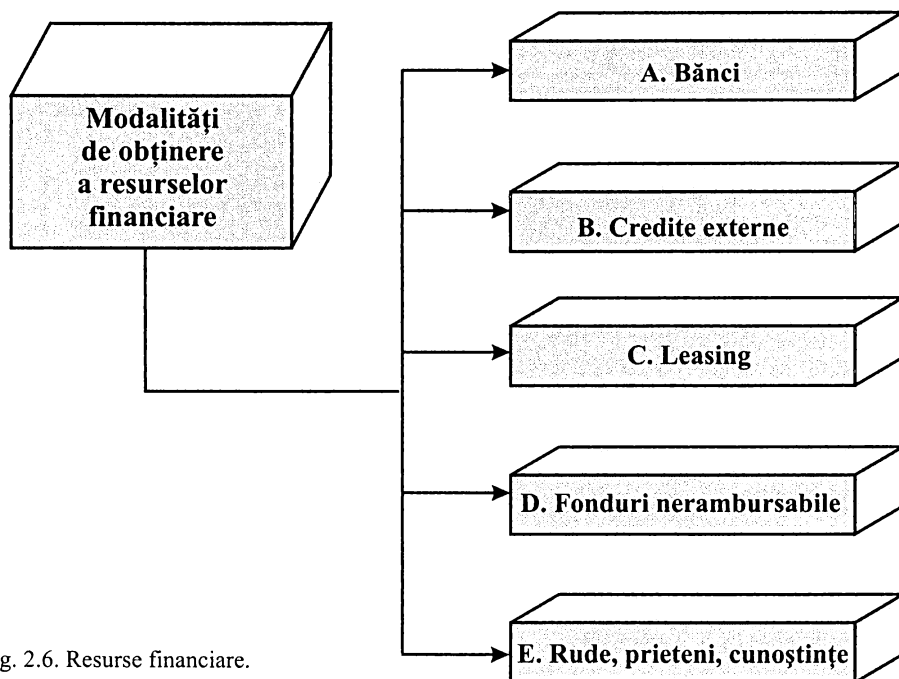 Modalități
de obținere
a resurselor
financiare
A. Bănci
B. Credite externe
C. Leasing
D. Fonduri nerambursabile
E. Rude, prieteni, cunoștințe
g. 2.6. Resurse financiare.